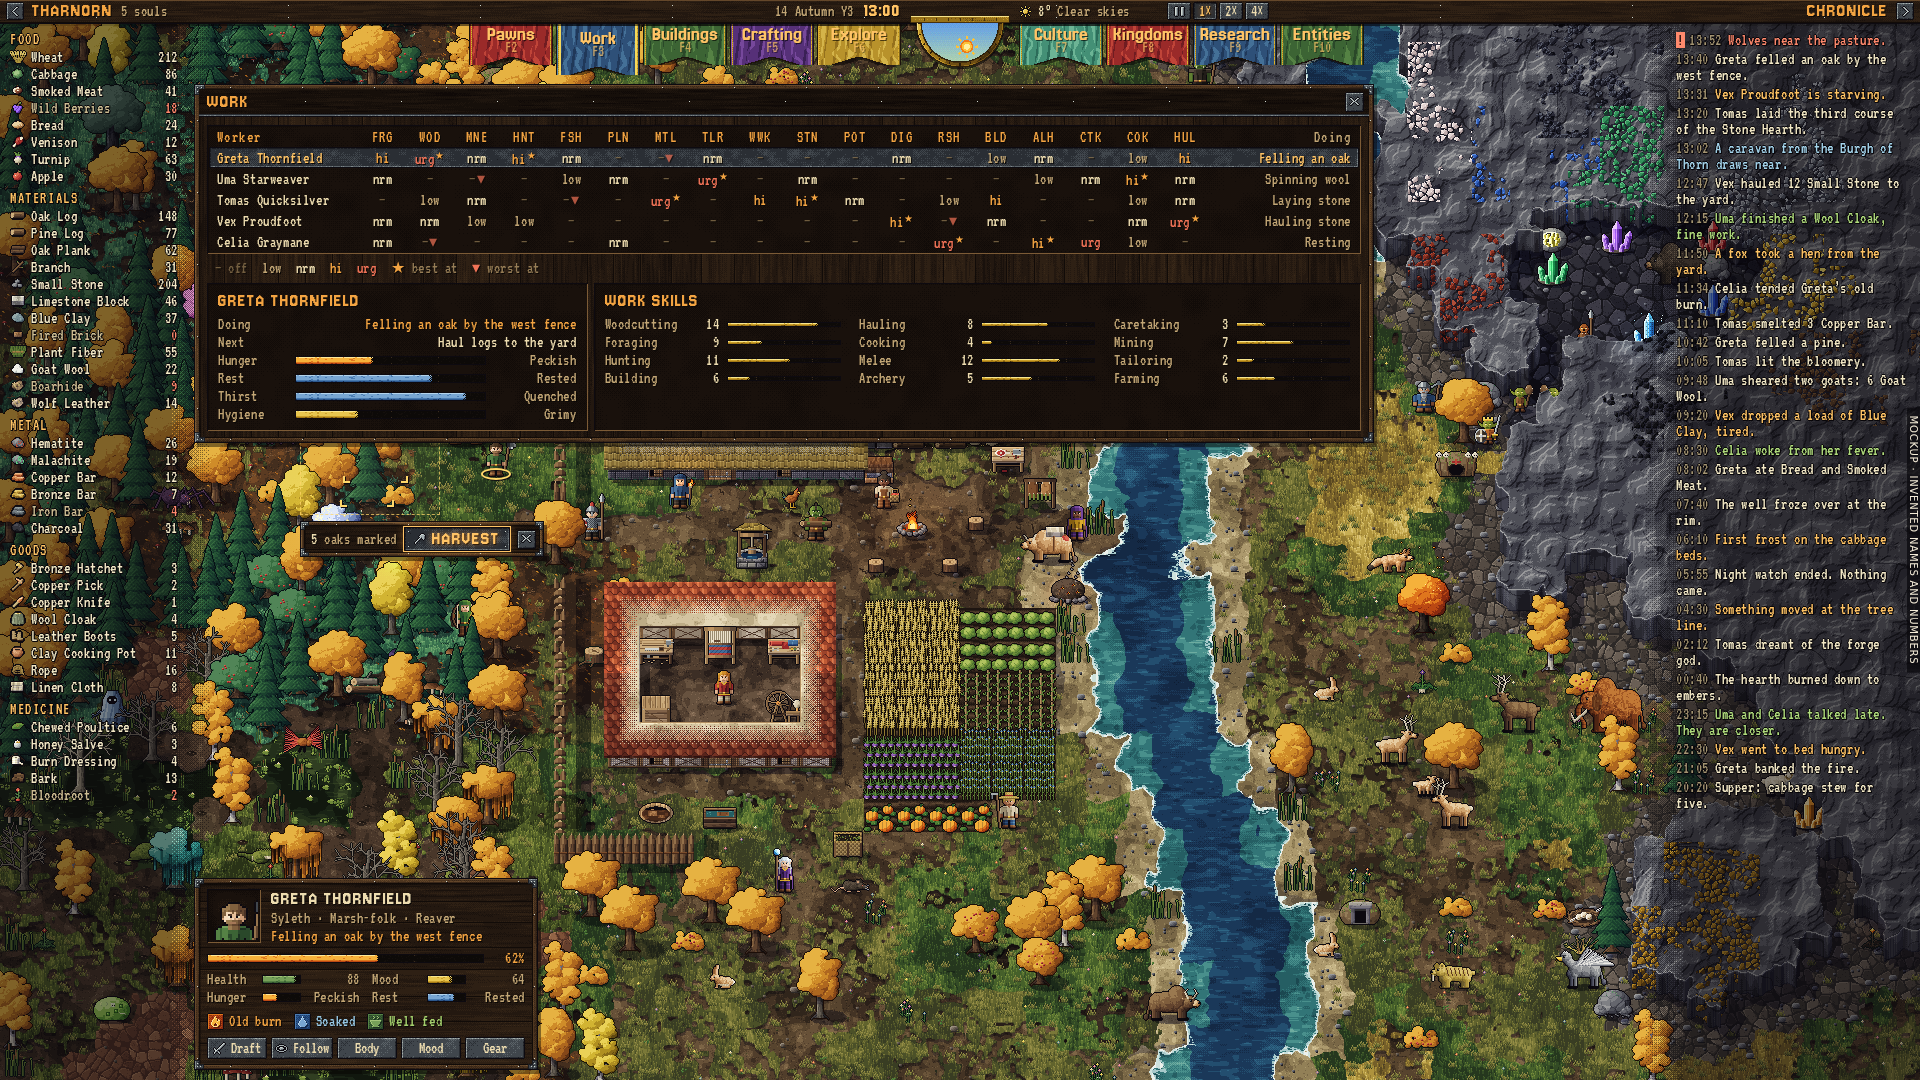 THARNORN 5 souls
14 Autumn Y3 13:00
8° Clear skies
1X 2X 4X
CHRONICLE
Pawns F2
Work F3
Buildings F4
Crafting F5
Explore F6
Culture F7
Kingdoms F8
Research F9
Entities F10
FOOD
Wheat 212
Cabbage 86
Smoked Meat 41
Wild Berries 18
Bread 24
Venison 12
Turnip 63
Apple 30
MATERIALS
Oak Log 148
Pine Log 77
Oak Plank 62
Branch 31
Small Stone 204
Limestone Block 46
Blue Clay 37
Fired Brick 0
Plant Fiber 55
Goat Wool 22
Boarhide 9
Wolf Leather 14
METAL
Hematite 26
Malachite 19
Copper Bar 12
Bronze Bar 7
Iron Bar 4
Charcoal 31
GOODS
Bronze Hatchet 3
Copper Pick 2
Copper Knife 1
Wool Cloak 4
Leather Boots 5
Clay Cooking Pot 11
Rope 16
Linen Cloth 8
MEDICINE
Chewed Poultice 6
Honey Salve 3
Burn Dressing 4
Bark 13
Bloodroot 2
WORK
Worker FRG WOD MNE HNT FSH PLN MTL TLR WWK STN POT DIG RSH BLD ALH CTK COK HUL Doing
Greta Thornfield hi urg★ nrm hi★ nrm - -▼ nrm - - - nrm - low nrm - low hi Felling an oak
Uma Starweaver nrm - -▼ - low nrm - urg★ - nrm - - - - low nrm hi★ nrm Spinning wool
Tomas Quicksilver - low nrm - -▼ - urg★ - hi hi★ nrm - low hi - - low nrm Laying stone
Vex Proudfoot nrm nrm low low - - - - - - - hi★ -▼ nrm - - nrm urg★ Hauling stone
Celia Graymane nrm -▼ - - - nrm - - - - - - urg★ - hi★ urg low - Resting
- off low nrm hi urg ★ best at ▼ worst at
GRETA THORNFIELD
Doing Felling an oak by the west fence
Next Haul logs to the yard
Hunger Peckish
Rest Rested
Thirst Quenched
Hygiene Grimy
WORK SKILLS
Woodcutting 14 Hauling 8 Caretaking 3
Foraging 9 Cooking 4 Mining 7
Hunting 11 Melee 12 Tailoring 2
Building 6 Archery 5 Farming 6
5 oaks marked HARVEST
GRETA THORNFIELD
Syleth · Marsh-folk · Reaver
Felling an oak by the west fence
62%
Health 88 Mood 64
Hunger Peckish Rest Rested
Old burn Soaked Well fed
Draft Follow Body Mood Gear
! 13:52 Wolves near the pasture.
13:40 Greta felled an oak by the
west fence.
13:31 Vex Proudfoot is starving.
13:20 Tomas laid the third course
of the Stone Hearth.
13:02 A caravan from the Burgh of
Thorn draws near.
12:47 Vex hauled 12 Small Stone to
the yard.
12:15 Uma finished a Wool Cloak,
fine work.
11:50 A fox took a hen from the
yard.
11:34 Celia tended Greta's old
burn.
11:10 Tomas smelted 3 Copper Bar.
10:42 Greta felled a pine.
10:05 Tomas lit the bloomery.
09:48 Uma sheared two goats: 6 Goat
Wool.
09:20 Vex dropped a load of Blue
Clay, tired.
08:30 Celia woke from her fever.
08:02 Greta ate Bread and Smoked
Meat.
07:40 The well froze over at the
rim.
06:10 First frost on the cabbage
beds.
05:55 Night watch ended. Nothing
came.
04:30 Something moved at the tree
line.
02:12 Tomas dreamt of the forge
god.
00:40 The hearth burned down to
embers.
23:15 Uma and Celia talked late.
They are closer.
22:30 Vex went to bed hungry.
21:05 Greta banked the fire.
20:20 Supper: cabbage stew for
five.
MOCKUP · INVENTED NAMES AND NUMBERS